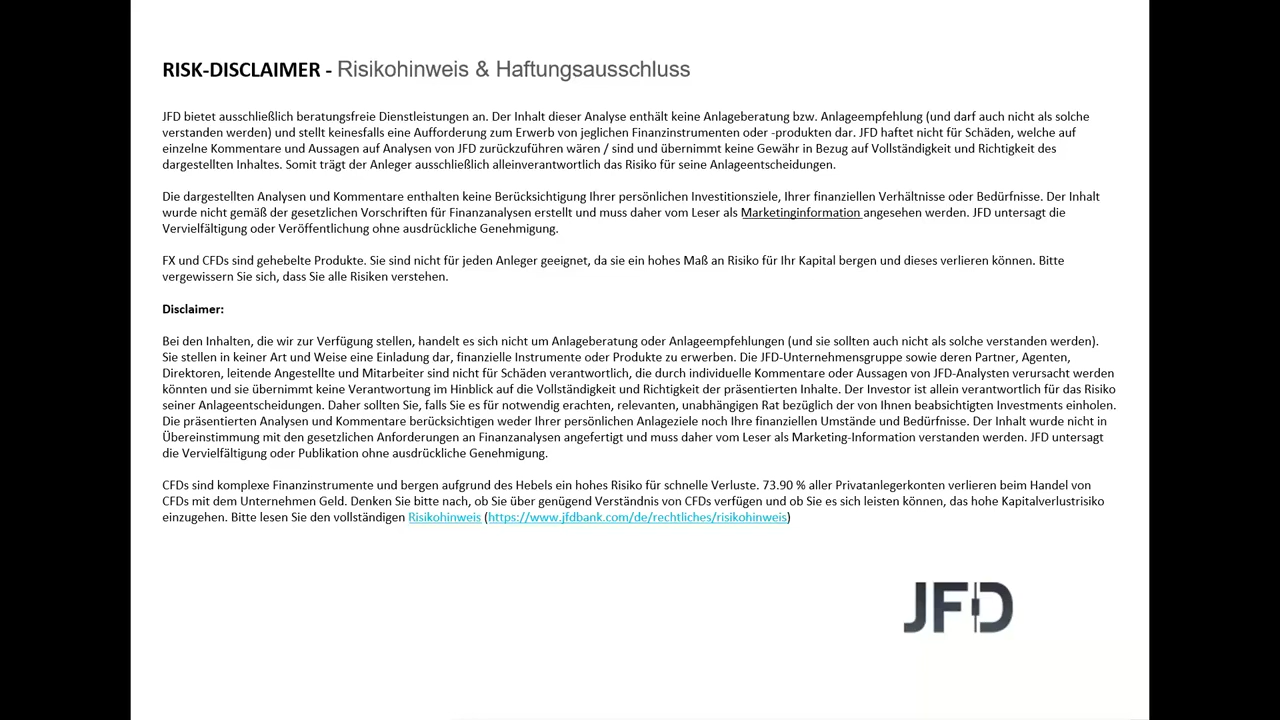 RISK-DISCLAIMER - Risikohinweis & Haftungsausschluss
JFD bietet ausschließlich beratungsfreie Dienstleistungen an. Der Inhalt dieser Analyse enthält keine Anlageberatung bzw. Anlageempfehlung (und darf auch nicht als solche
verstanden werden) und stellt keinesfalls eine Aufforderung zum Erwerb von jeglichen Finanzinstrumenten oder -produkten dar. JFD haftet nicht für Schäden, welche auf
einzelne Kommentare und Aussagen auf Analysen von JFD zurückzuführen wären / sind und übernimmt keine Gewähr in Bezug auf Vollständigkeit und Richtigkeit des
dargestellten Inhaltes. Somit trägt der Anleger ausschließlich alleinverantwortlich das Risiko für seine Anlageentscheidungen.
Die dargestellten Analysen und Kommentare enthalten keine Berücksichtigung Ihrer persönlichen Investitionsziele, Ihrer finanziellen Verhältnisse oder Bedürfnisse. Der Inhalt
wurde nicht gemäß der gesetzlichen Vorschriften für Finanzanalysen erstellt und muss daher vom Leser als Marketinginformation angesehen werden. JFD untersagt die
Vervielfältigung oder Veröffentlichung ohne ausdrückliche Genehmigung.
FX und CFDs sind gehebelte Produkte. Sie sind nicht für jeden Anleger geeignet, da sie ein hohes Maß an Risiko für Ihr Kapital bergen und dieses verlieren können. Bitte
vergewissern Sie sich, dass Sie alle Risiken verstehen.
Disclaimer:
Bei den Inhalten, die wir zur Verfügung stellen, handelt es sich nicht um Anlageberatung oder Anlageempfehlungen (und sie sollten auch nicht als solche verstanden werden).
Sie stellen in keiner Art und Weise eine Einladung dar, finanzielle Instrumente oder Produkte zu erwerben. Die JFD-Unternehmensgruppe sowie deren Partner, Agenten,
Direktoren, leitende Angestellte und Mitarbeiter sind nicht für Schäden verantwortlich, die durch individuelle Kommentare oder Aussagen von JFD-Analysten verursacht werden
könnten und sie übernimmt keine Verantwortung im Hinblick auf die Vollständigkeit und Richtigkeit der präsentierten Inhalte. Der Investor ist allein verantwortlich für das Risiko
seiner Anlageentscheidungen. Daher sollten Sie, falls Sie es für notwendig erachten, relevanten, unabhängigen Rat bezüglich der von Ihnen beabsichtigten Investments einholen.
Die präsentierten Analysen und Kommentare berücksichtigen weder Ihrer persönlichen Anlageziele noch Ihre finanziellen Umstände und Bedürfnisse. Der Inhalt wurde nicht in
Übereinstimmung mit den gesetzlichen Anforderungen an Finanzanalysen angefertigt und muss daher vom Leser als Marketing-Information verstanden werden. JFD untersagt
die Vervielfältigung oder Publikation ohne ausdrückliche Genehmigung.
CFDs sind komplexe Finanzinstrumente und bergen aufgrund des Hebels ein hohes Risiko für schnelle Verluste. 73.90 % aller Privatanlegerkonten verlieren beim Handel von
CFDs mit dem Unternehmen Geld. Denken Sie bitte nach, ob Sie über genügend Verständnis von CFDs verfügen und ob Sie es sich leisten können, das hohe Kapitalverlustrisiko
einzugehen. Bitte lesen Sie den vollständigen Risikohinweis (https://www.jfdbank.com/de/rechtliches/risikohinweis)
JFD